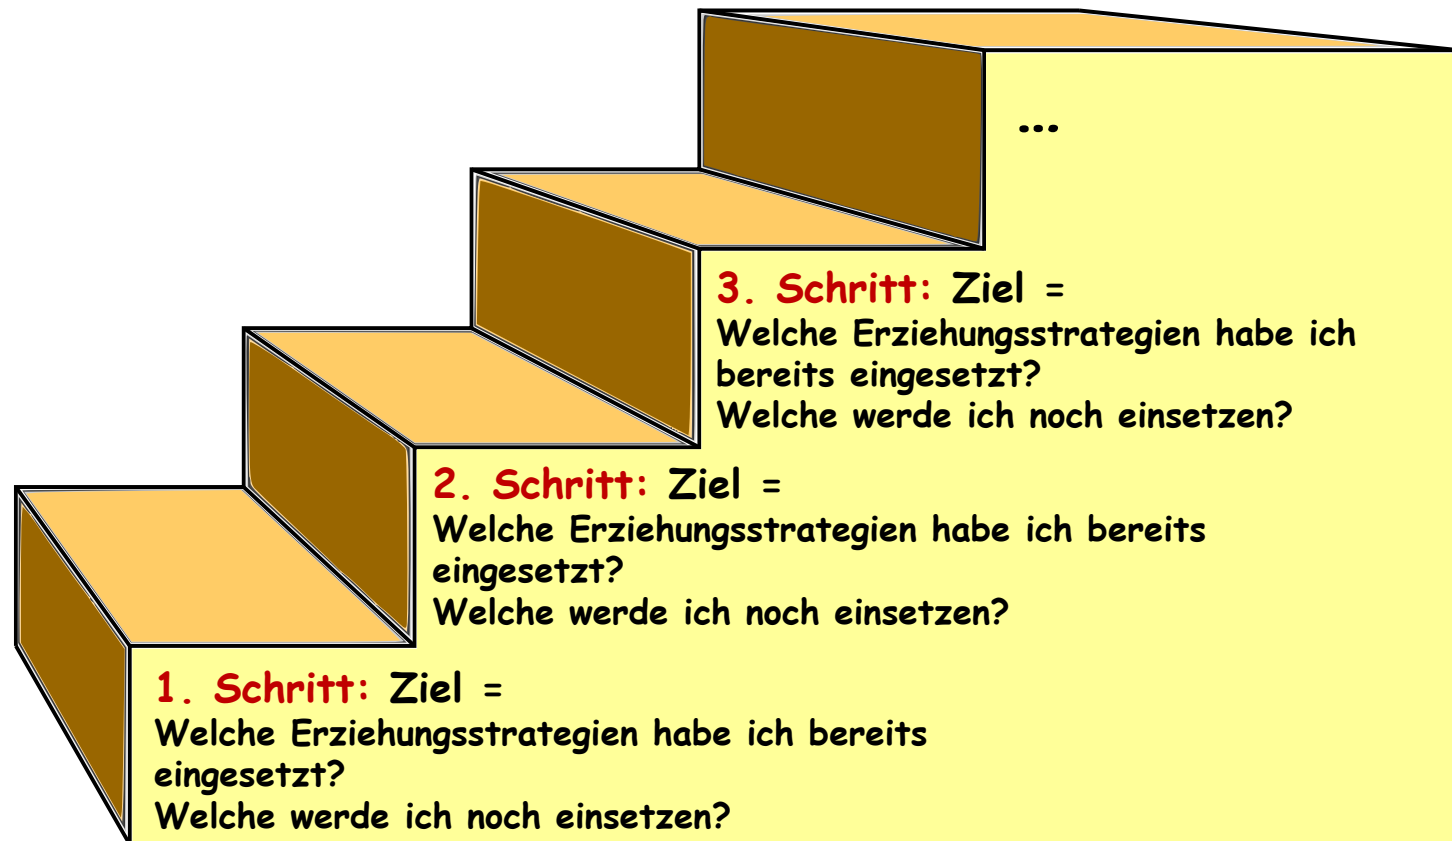 ...
3. Schritt: Ziel =
Welche Erziehungsstrategien habe ich
bereits eingesetzt?
Welche werde ich noch einsetzen?
2. Schritt: Ziel =
Welche Erziehungsstrategien habe ich bereits
eingesetzt?
Welche werde ich noch einsetzen?
1. Schritt: Ziel =
Welche Erziehungsstrategien habe ich bereits
eingesetzt?
Welche werde ich noch einsetzen?